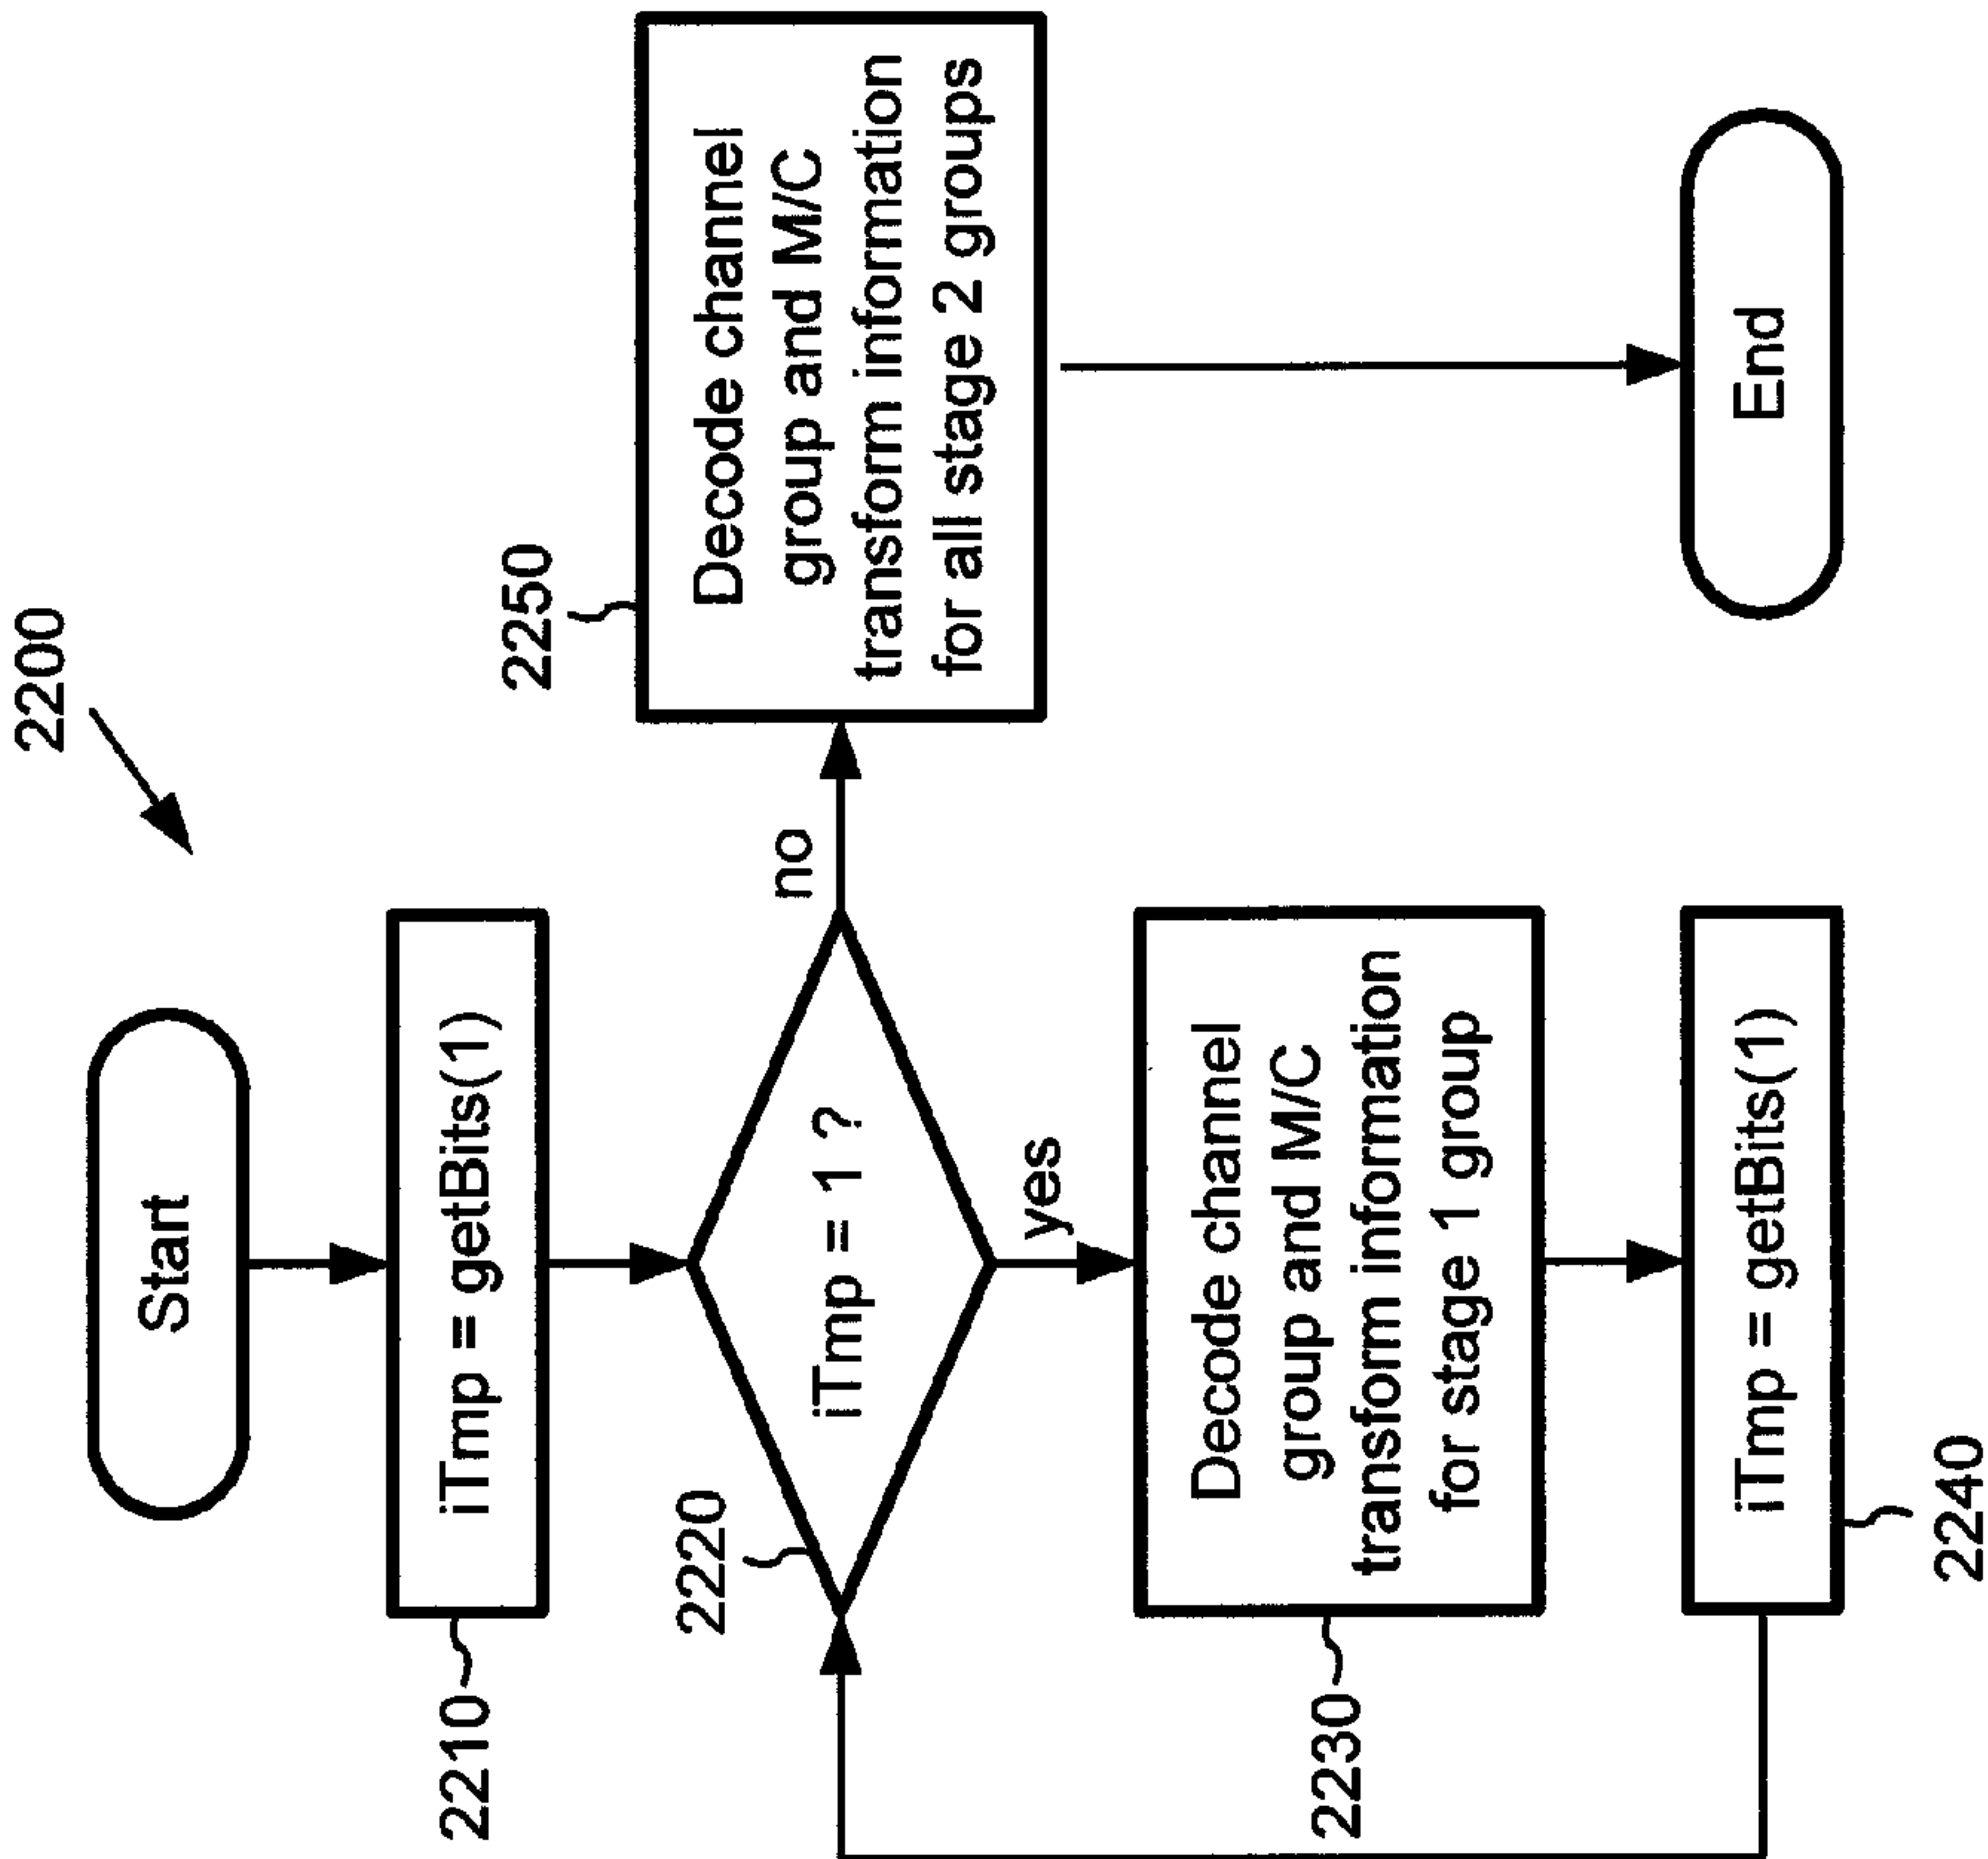 2200
Start
2210
iTmp = getBits(1)
2220
iTmp = 1 ?
no
yes
2250
Decode channel
group and M/C
transform information
for all stage 2 groups
2230
Decode channel
group and M/C
transform information
for stage 1 group
2240
iTmp = getBits(1)
End